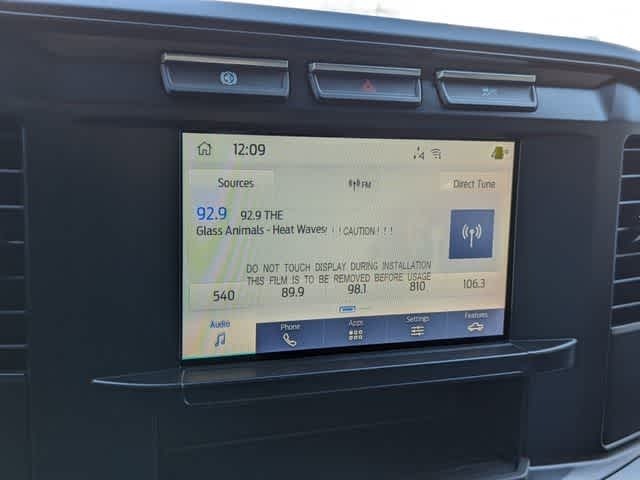 12:09
Sources
FM
Direct Tune
92.9 92.9 THE
Glass Animals - Heat Waves
! ! CAUTION ! ! !
DO NOT TOUCH DISPLAY DURING INSTALLATION
THIS FILM IS TO BE REMOVED BEFORE USAGE
540 89.9 98.1 810 106.3
Audio Phone Apps Settings Features